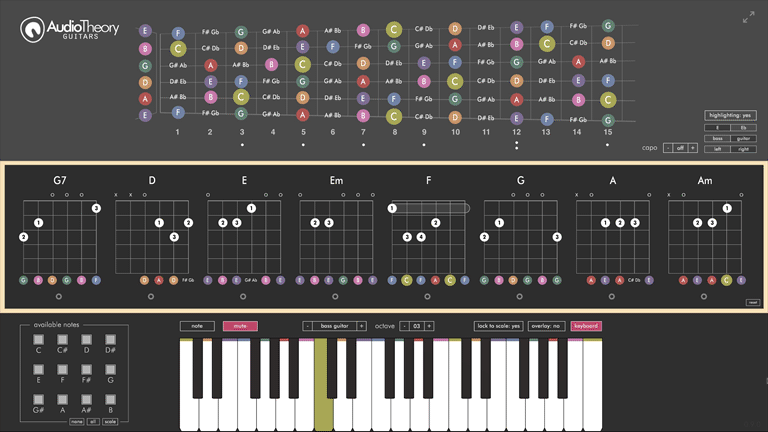 AudioTheory
GUITARS
E F F# Gb G G# Ab A A# Bb B C C# Db D D# Eb E F F# Gb G
B C C# Db D D# Eb E F F# Gb G G# Ab A A# Bb B C C# Db D
G G# Ab A A# Bb B C C# Db D D# Eb E F F# Gb G G# Ab A A# Bb
D D# Eb E F F# Gb G G# Ab A A# Bb B C C# Db D D# Eb E F
A A# Bb B C C# Db D D# Eb E F F# Gb G G# Ab A A# Bb B C
E F F# Gb G G# Ab A A# Bb B C C# Db D D# Eb E F F# Gb G
1 2 3 4 5 6 7 8 9 10 11 12 13 14 15
highlighting: yes
E Eb
bass guitar
left right
capo - off +
G7 D E Em F G A Am
o o o o x x o o o o o o o o o o o x o o x o o
3 1 1 1
1 1 2 2 3 2 3 2 1 1 2 3 2 3
2 3 3 4 2 3
G B D G B F D A D F# Gb E B E G# Ab B E E B E G B E F C F A C F G B D G B G A E A C# Db E A E A C E
reset
available notes
C C# D D#
E F F# G
G# A A# B
none all scale
note mute - bass guitar + octave - 03 + lock to scale: yes overlay: no keyboard